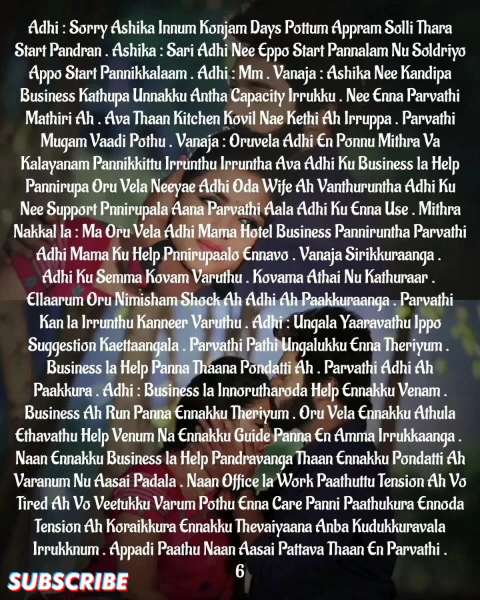 Adhi : Sorry Ashika Innum Konjam Days Pottum Appram Solli Thara
Start Pandran . Ashika : Sari Adhi Nee Eppo Start Pannalam Nu Soldriyo
Appo Start Pannikkalaam . Adhi : Mm . Vanaja : Ashika Nee Kandipa
Business Kathupa Unnakku Antha Capacity Irrukku . Nee Enna Parvathi
Mathiri Ah . Ava Thaan Kitchen Kovil Nae Kethi Ah Irruppa . Parvathi
Mugam Vaadi Pothu . Vanaja : Oruvela Adhi En Ponnu Mithra Va
Kalayanam Pannikkittu Irrunthu Irruntha Ava Adhi Ku Business la Help
Pannirupa Oru Vela Neeyae Adhi Oda Wife Ah Vanthuruntha Adhi Ku
Nee Support Pnnirupala Aana Parvathi Aala Adhi Ku Enna Use . Mithra
Nakkal la : Ma Oru Vela Adhi Mama Hotel Business Panniruntha Parvathi
Adhi Mama Ku Help Pnnirupaalo Ennavo . Vanaja Sirikkuraanga .
Adhi Ku Semma Kovam Varuthu . Kovama Athai Nu Kathuraar .
Ellaarum Oru Nimisham Shock Ah Adhi Ah Paakkuraanga . Parvathi
Kan la Irrunthu Kanneer Varuthu . Adhi : Ungala Yaaravathu Ippo
Suggestion Kaettaangala . Parvathi Pathi Ungalukku Enna Theriyum .
Business la Help Panna Thaana Pondatti Ah . Parvathi Adhi Ah
Paakkura . Adhi : Business la Innorutharoda Help Ennakku Venam .
Business Ah Run Panna Ennakku Theriyum . Oru Vela Ennakku Athula
Ethavathu Help Venum Na Ennakku Guide Panna En Amma Irrukkaanga .
Naan Ennakku Business la Help Pandravanga Thaan Ennakku Pondatti Ah
Varanum Nu Aasai Padala . Naan Office la Work Paathuttu Tension Ah Vo
Tired Ah Vo Veetukku Varum Pothu Enna Care Panni Paathukura Ennoda
Tension Ah Koraikkura Ennakku Thevaiyaana Anba Kudukkuravala
Irrukknum . Appadi Paathu Naan Aasai Pattava Thaan En Parvathi .
6
SUBSCRIBE